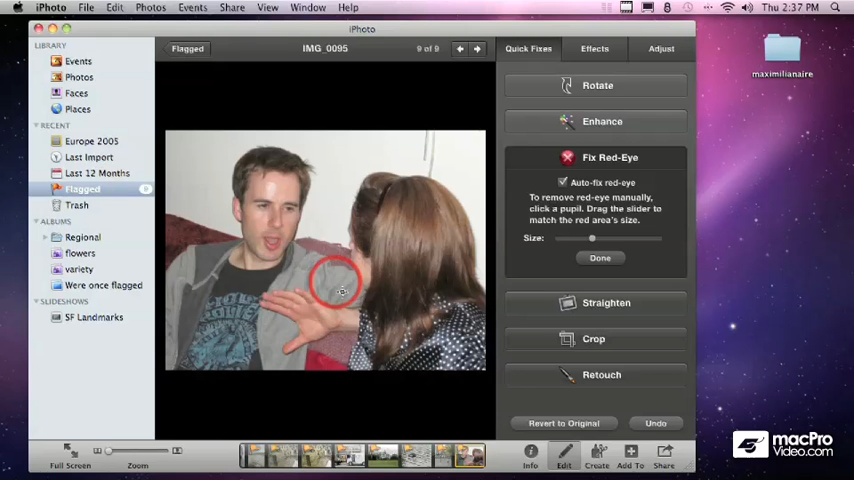 iPhoto File Edit Photos Events Share View Window Help Thu 2:37 PM
iPhoto
LIBRARY
Events
Photos
Faces
Places
RECENT
Europe 2005
Last Import
Last 12 Months
Flagged
Trash
ALBUMS
Regional
flowers
variety
Were once flagged
SLIDESHOWS
SF Landmarks
Flagged IMG_0095 9 of 9
Quick Fixes Effects Adjust
Rotate
Enhance
Fix Red-Eye
Auto-fix red-eye
To remove red-eye manually,
click a pupil. Drag the slider to
match the red area's size.
Size:
Done
Straighten
Crop
Retouch
Revert to Original Undo
Full Screen Zoom Info Edit Create Add To Share
maximilianaire
macPro
Video.com